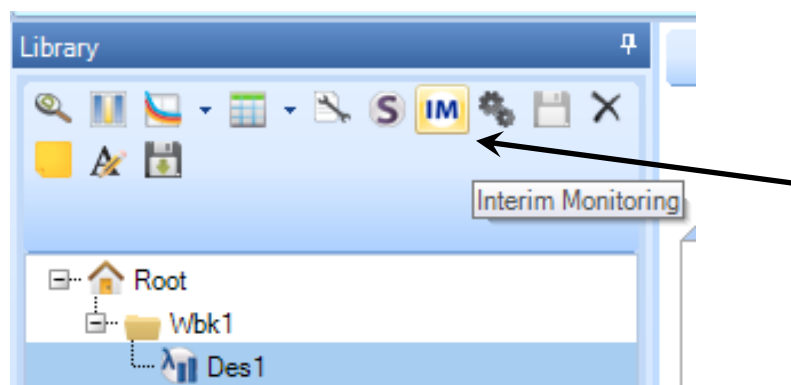 Library
S IM
Interim Monitoring
Root
Wbk1
λ Des1